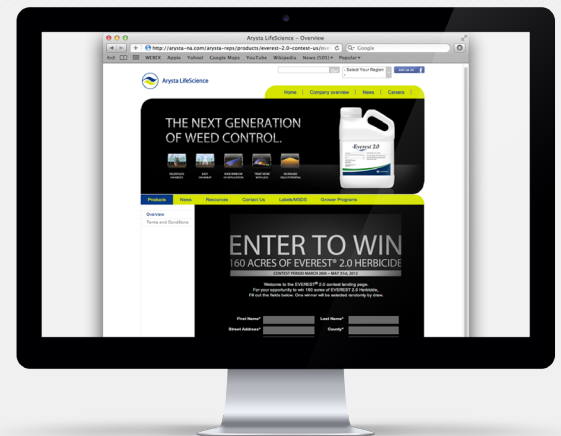 Arysta LifeScience – Overview
http://arysta-na.com/arysta-reps/products/everest-2.0-contest-us/over
Google
WEBEX Apple Yahoo! Google Maps YouTube Wikipedia News (505) Popular
- Select Your Region -
Arysta LifeScience
Home | Company overview | News | Careers |
THE NEXT GENERATION
OF WEED CONTROL.
Everest 2.0
Products News Resources Contact Us Labels/MSDS Grower Programs
Overview
Terms and Conditions
ENTER TO WIN
160 ACRES OF EVEREST® 2.0 HERBICIDE
Welcome to the EVEREST® 2.0 contest landing page.
For your opportunity to win 160 acres of EVEREST 2.0 Herbicide,
Fill out the fields below. One winner will be selected randomly by draw.
First Name* Last Name*
Street Address* County*